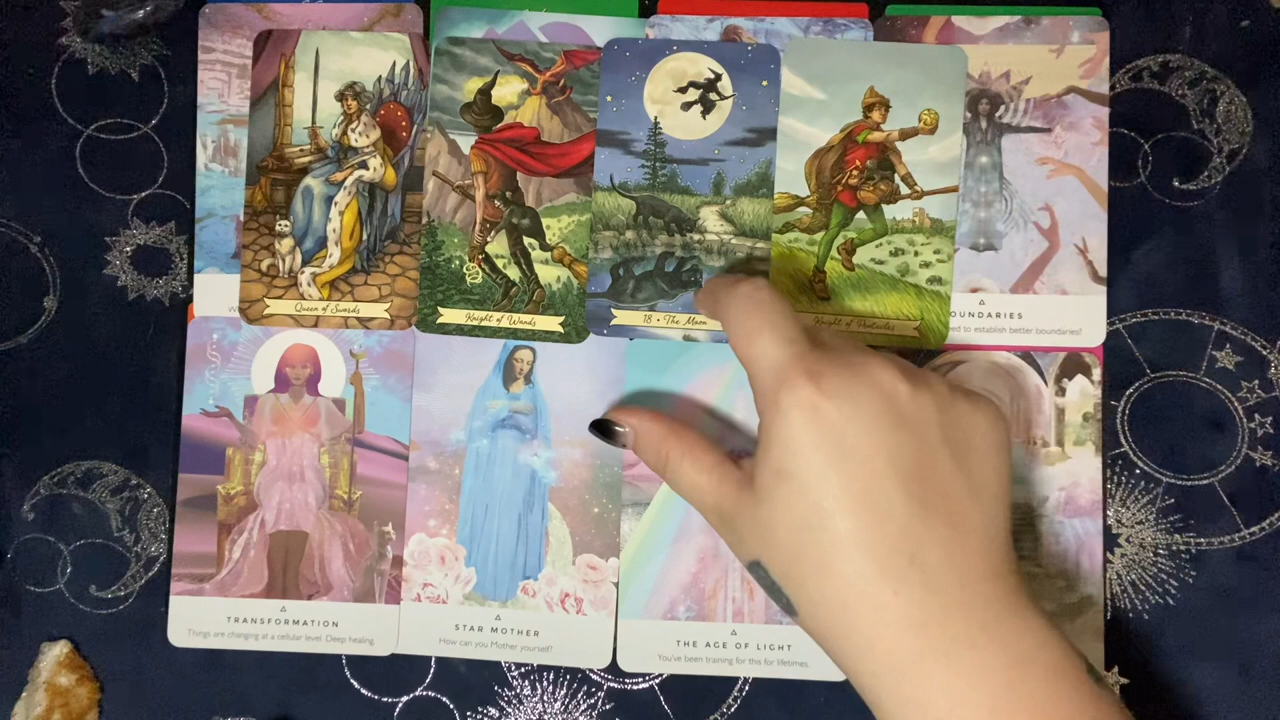 Queen of Swords
Knight of Wands
18 • The Moon
Knight of Pentacles
OUNDARIES
ed to establish better boundaries?
TRANSFORMATION
Things are changing at a cellular level. Deep healing.
STAR MOTHER
How can you Mother yourself?
THE AGE OF LIGHT
You've been training for this for lifetimes.